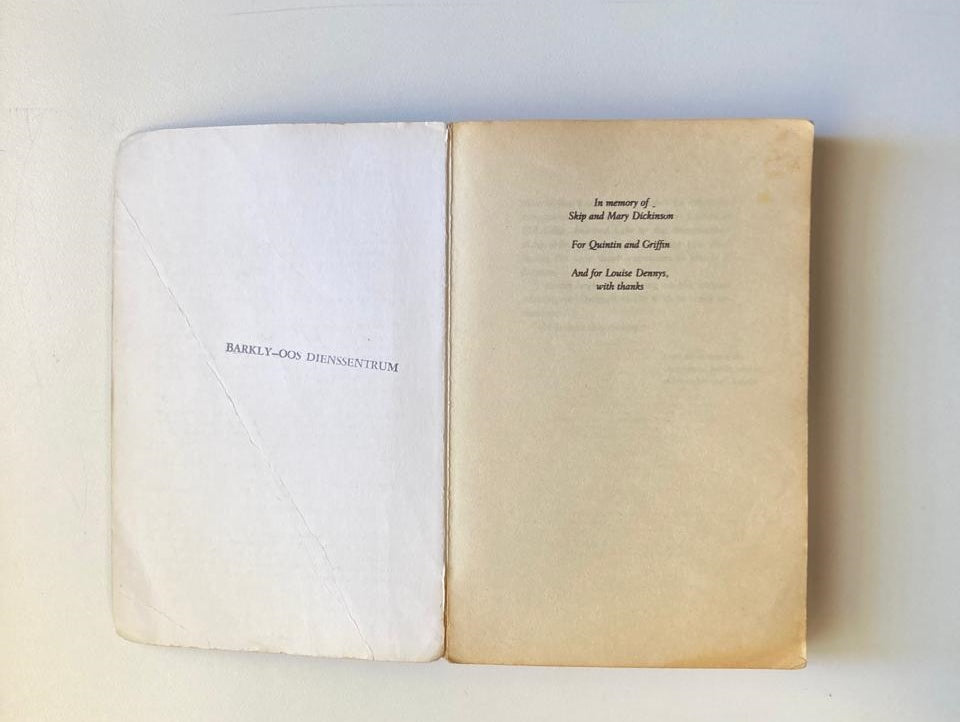 BARKLY–OOS DIENSSENTRUM
In memory of
Skip and Mary Dickinson
For Quintin and Griffin
And for Louise Dennys,
with thanks